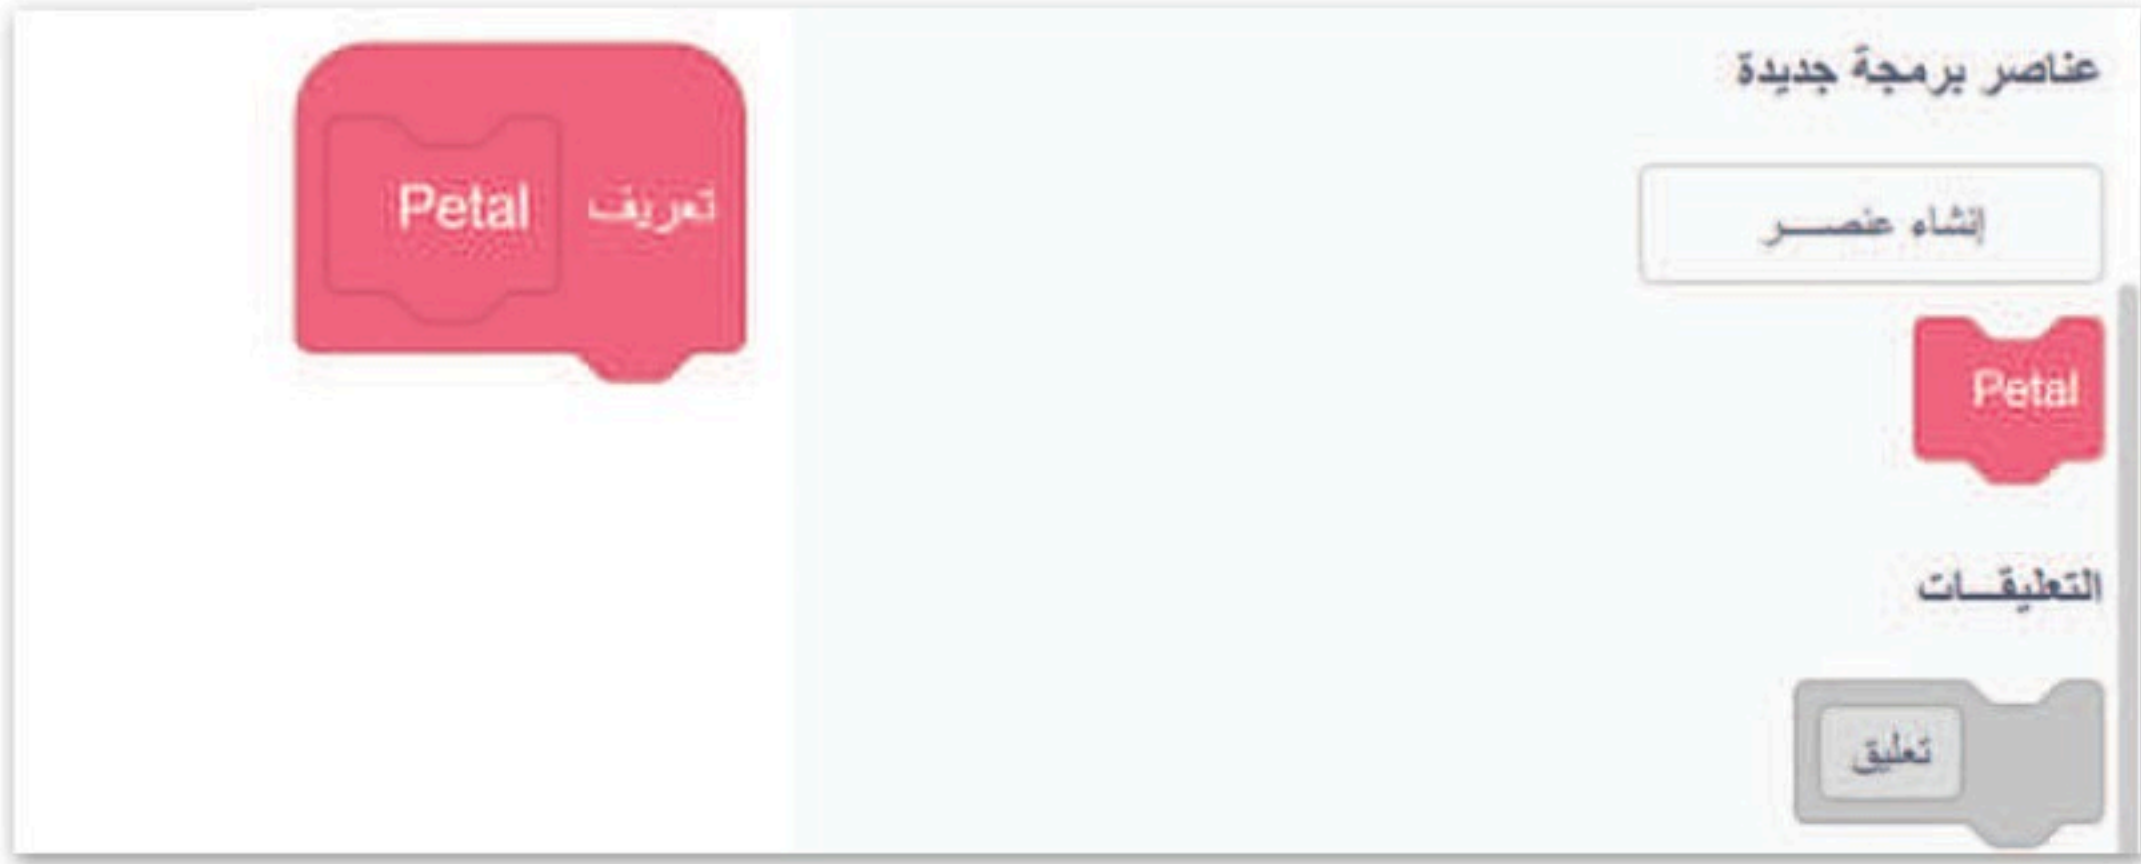 عناصر برمجة جديدة
إنشاء عنصـــر
Petal
التعليقـــات
تعليق
تعريف Petal